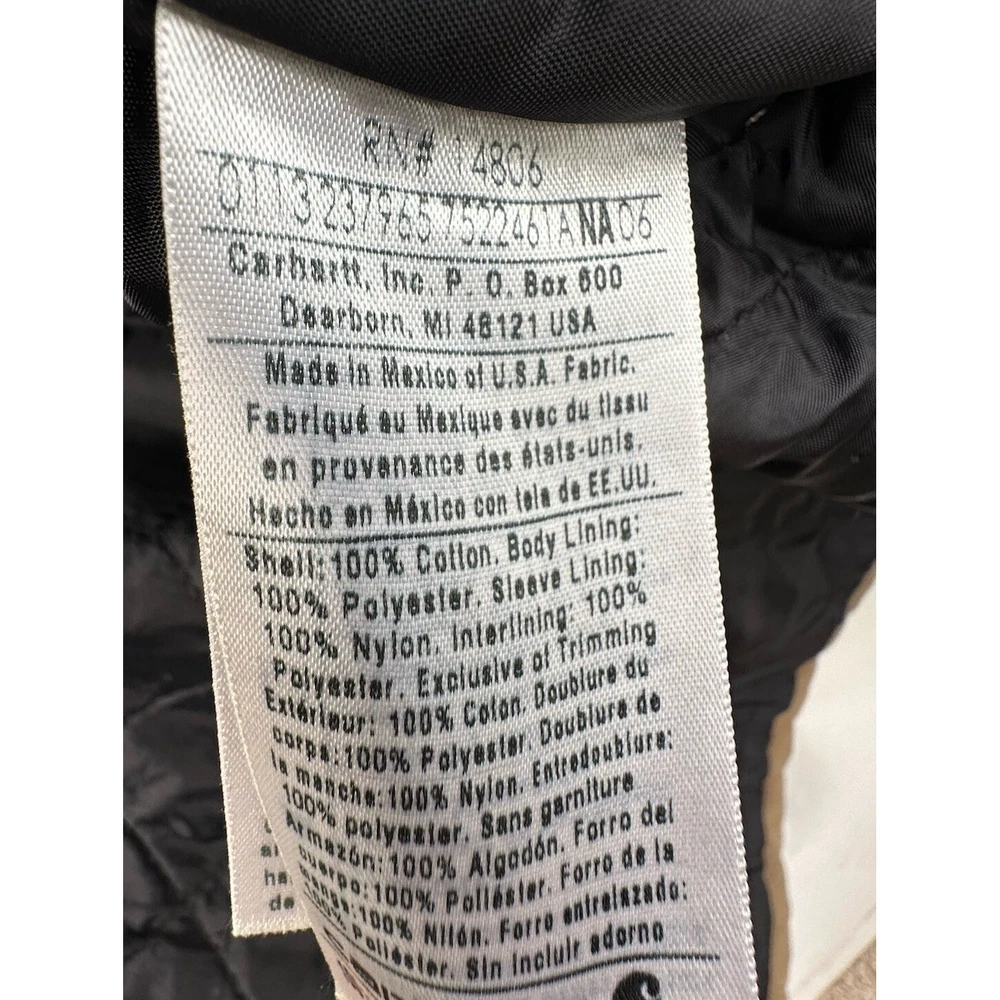 RN# 14806
01132379657522461ANA06
Carhartt, Inc. P. O. Box 600
Dearborn, MI 48121 USA
Made in Mexico of U.S.A. Fabric.
Fabriqué au Mexique avec du tissu
en provenance des états-unis.
Hecho en México con tela de EE.UU.
Shell: 100% Cotton. Body Lining:
100% Polyester. Sleeve Lining:
100% Nylon. Interlining: 100%
Polyester. Exclusive of Trimming
Extérieur: 100% Coton. Doublure du
corps: 100% Polyester. Doublure de
la manche: 100% Nylon. Entredoublure:
100% polyester. Sans garniture
Armazón: 100% Algodón. Forro del
cuerpo: 100% Poliéster. Forro de la
manga: 100% Nilón. Forro entrelazado:
Poliéster. Sin incluir adorno
de